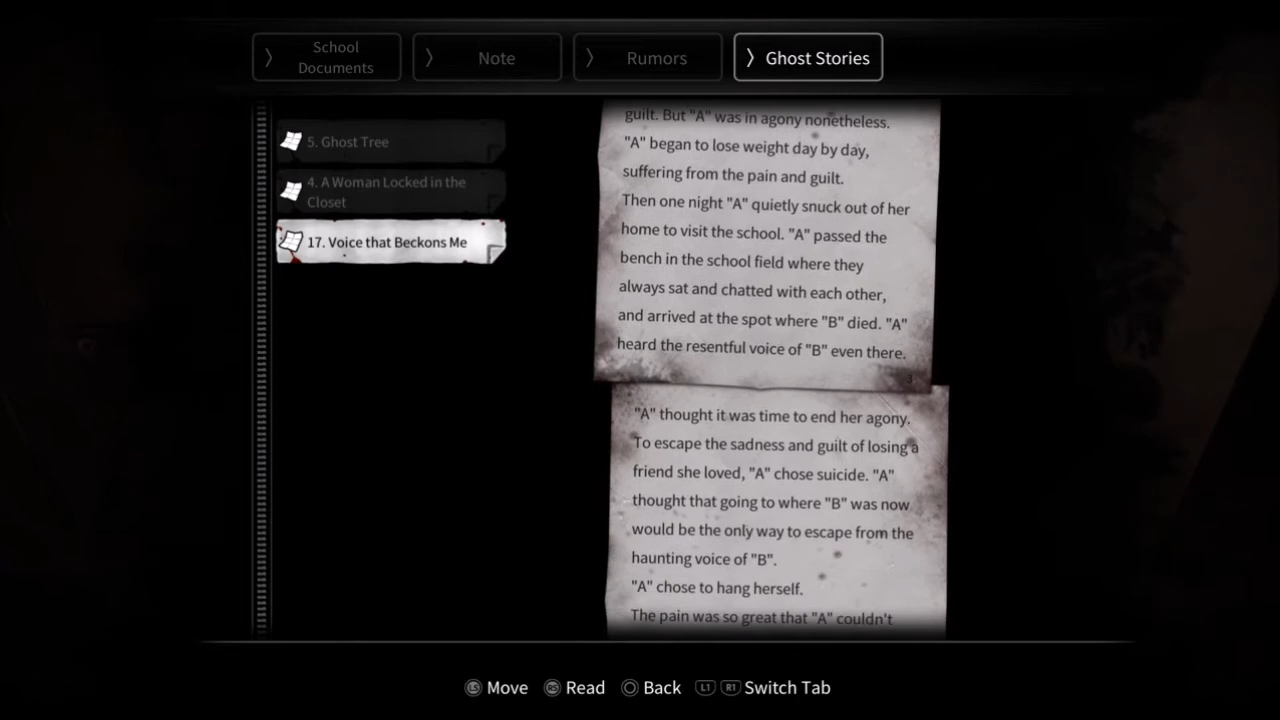 School
Documents
Note
Rumors
Ghost Stories
5. Ghost Tree
4. A Woman Locked in the
Closet
17. Voice that Beckons Me
guilt. But "A" was in agony nonetheless.
"A" began to lose weight day by day,
suffering from the pain and guilt.
Then one night "A" quietly snuck out of her
home to visit the school. "A" passed the
bench in the school field where they
always sat and chatted with each other,
and arrived at the spot where "B" died. "A"
heard the resentful voice of "B" even there.
3
"A" thought it was time to end her agony.
To escape the sadness and guilt of losing a
friend she loved, "A" chose suicide. "A"
thought that going to where "B" was now
would be the only way to escape from the
haunting voice of "B".
"A" chose to hang herself.
The pain was so great that "A" couldn't
LS Move RS Read Back L1 R1 Switch Tab